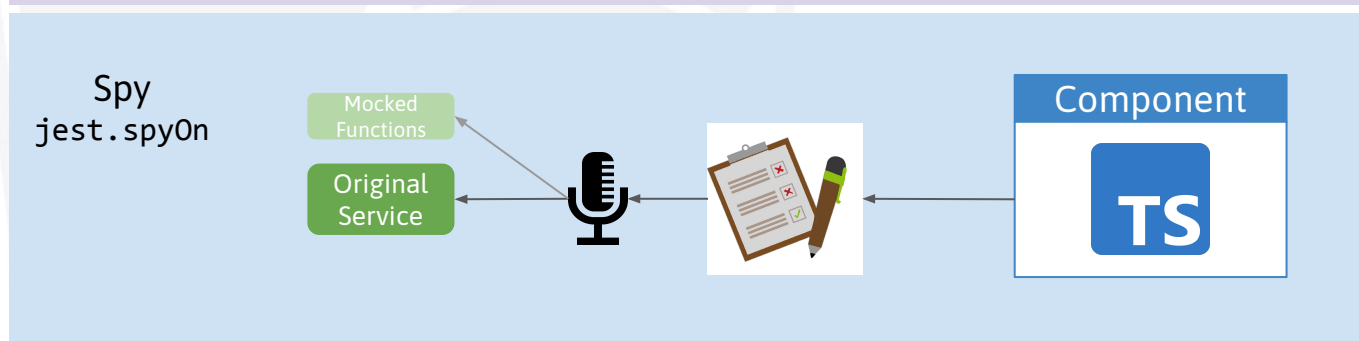 Spy
jest.spyOn
Mocked
Functions
Original
Service
Component
TS